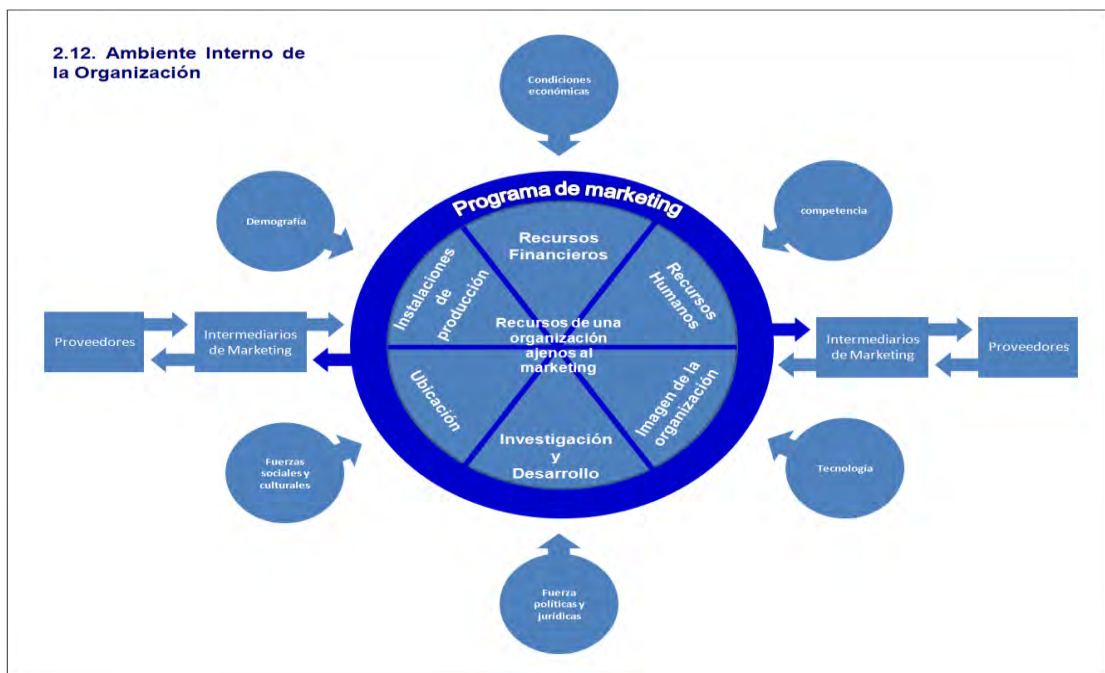 2.12. Ambiente Interno de
la Organización
Condiciones
económicas
Demografía
competencia
Programa de marketing
Recursos
Financieros
Instalaciones
de
producción
Recursos
Humanos
Recursos de una
organización
ajenos al
marketing
Proveedores
Intermediarios
de Marketing
Intermediarios
de Marketing
Proveedores
Ubicación
Imagen de la
organización
Investigación
y
Desarrollo
Fuerzas
sociales y
culturales
Tecnología
Fuerza
políticas y
jurídicas